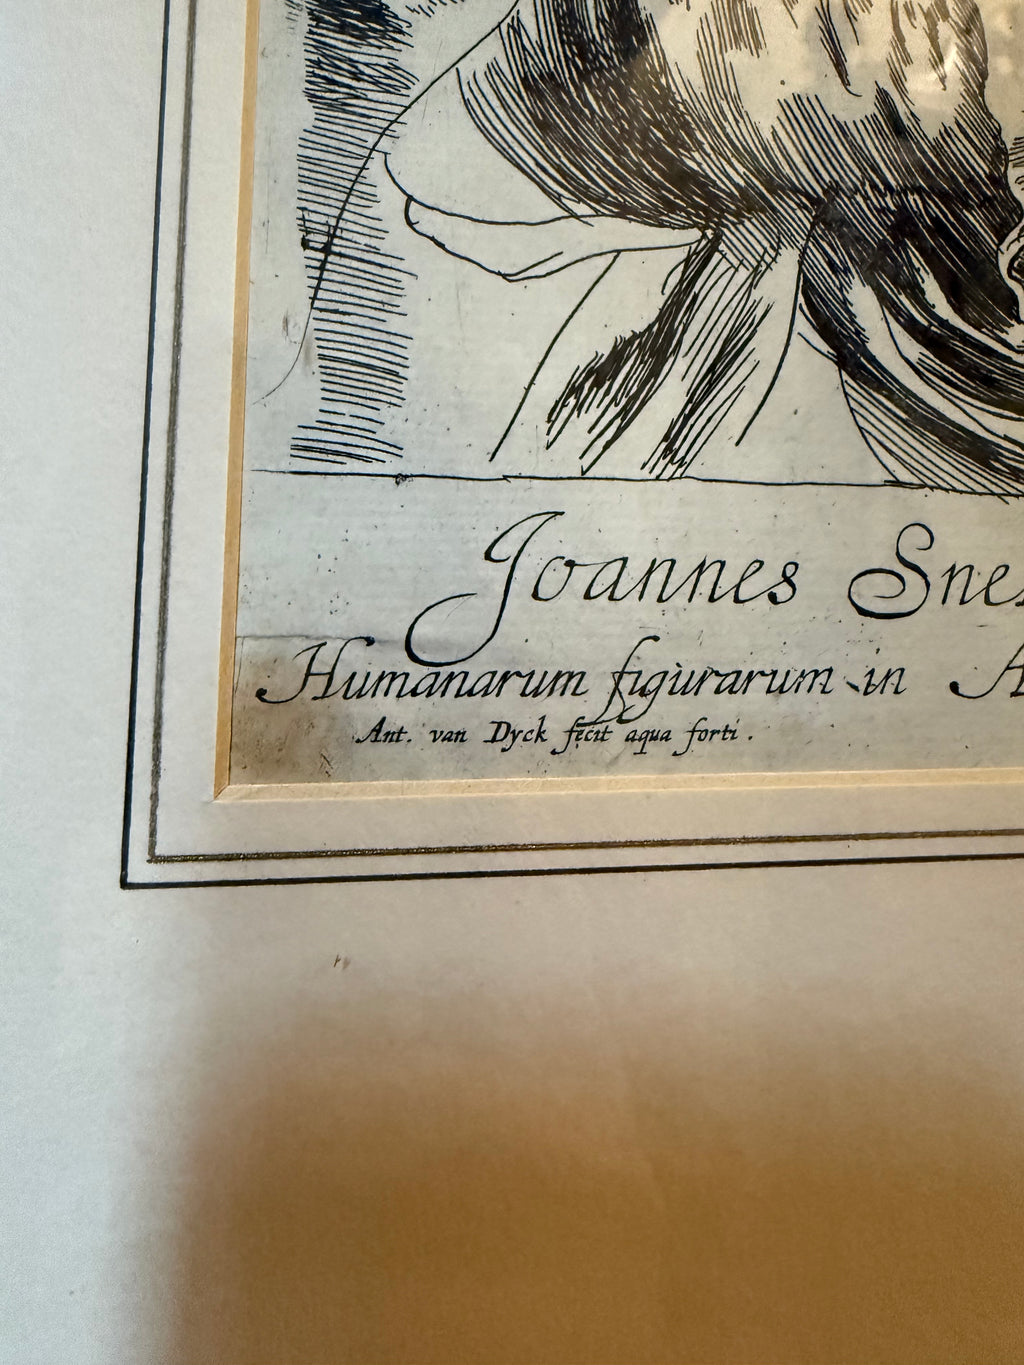 Joannes Sne
Humanarum figurarum in A
Ant. van Dyck fecit aqua forti.